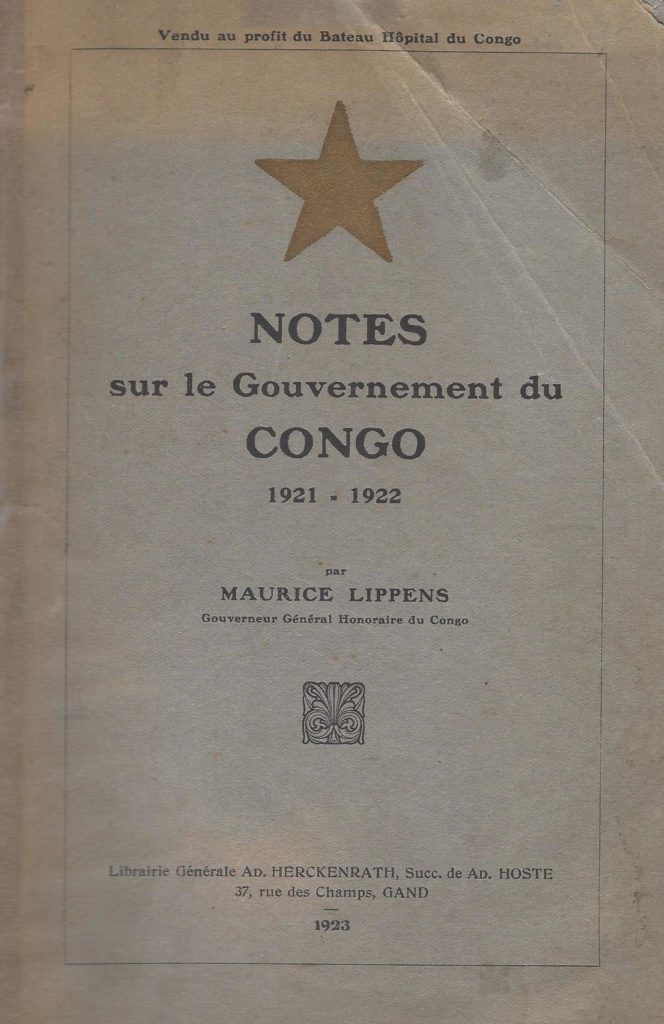 Vendu au profit du Bateau Hôpital du Congo
NOTES
sur le Gouvernement du
CONGO
1921 - 1922
par
MAURICE LIPPENS
Gouverneur Général Honoraire du Congo
Librairie Générale AD. HERCKENRATH, Succ. de AD. HOSTE
37, rue des Champs, GAND
1923